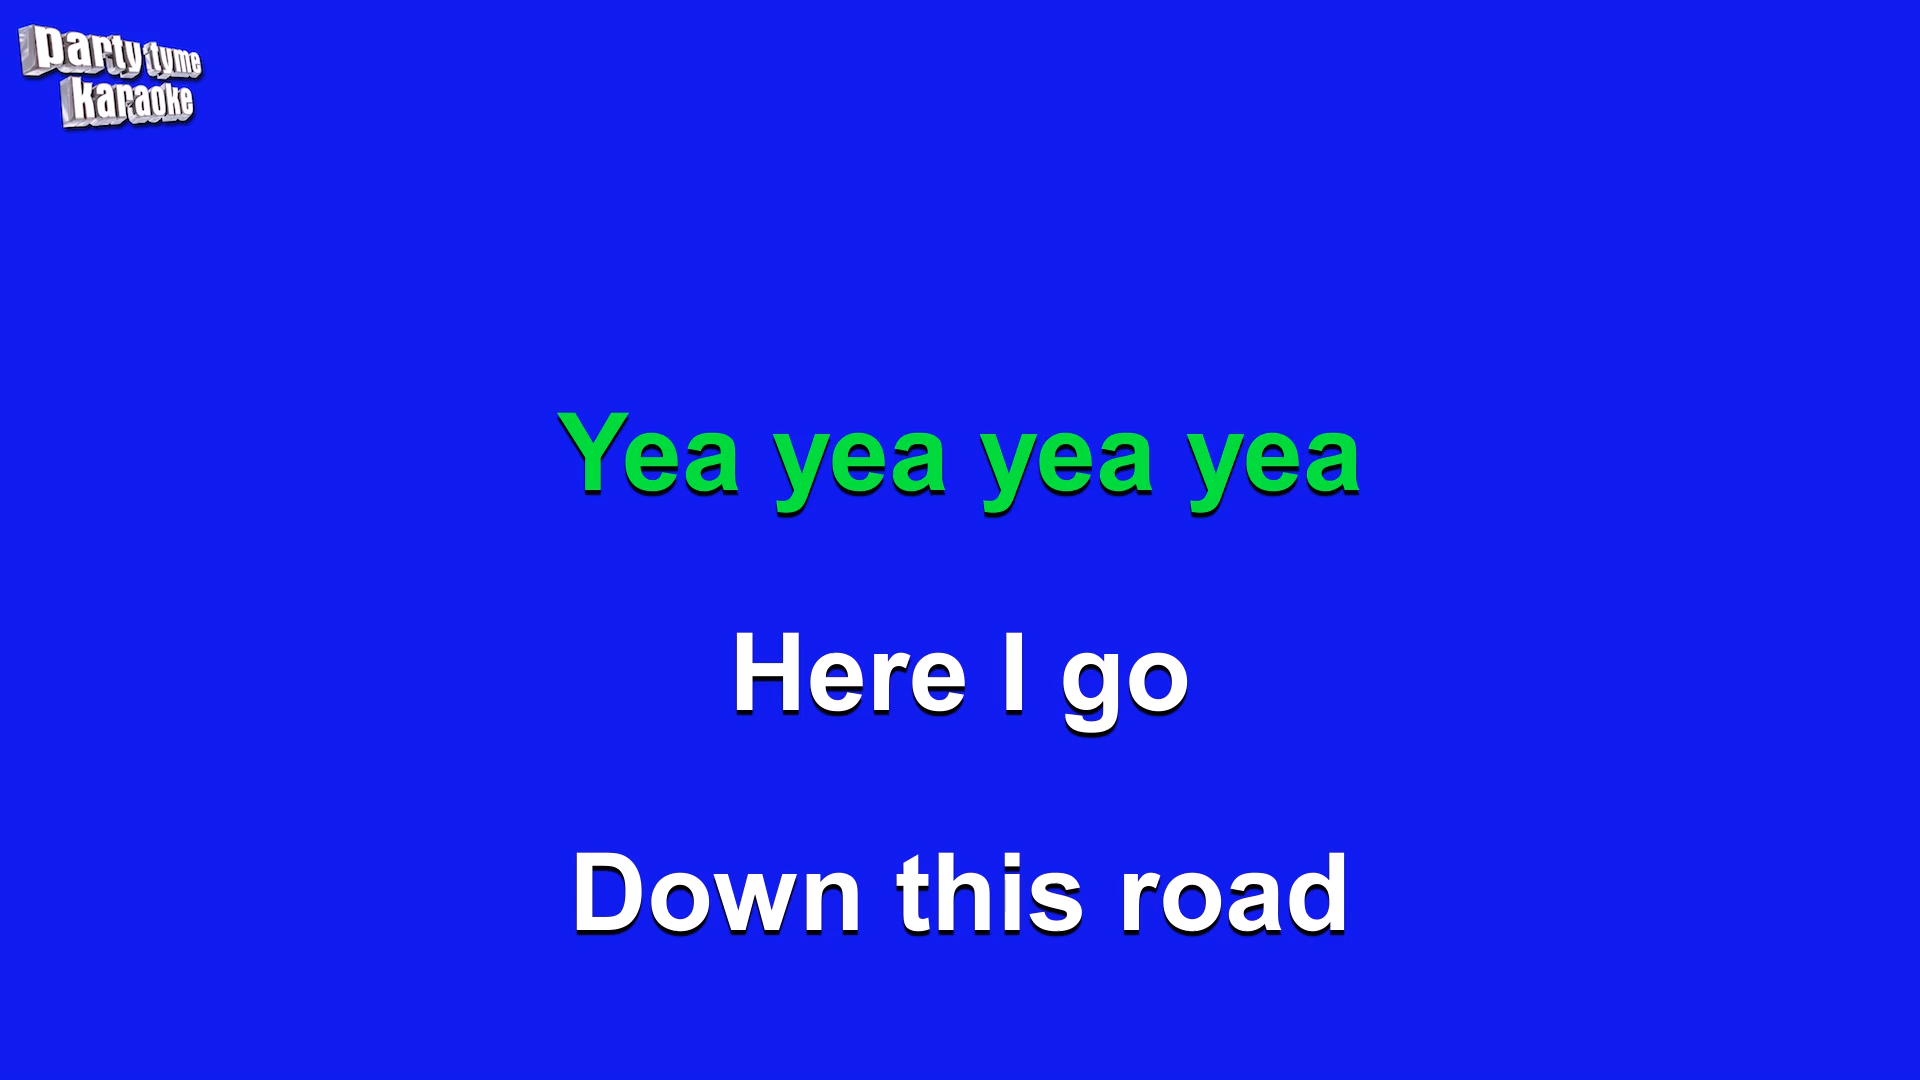 party tyme
karaoke
Yea yea yea yea
Here I go
Down this road